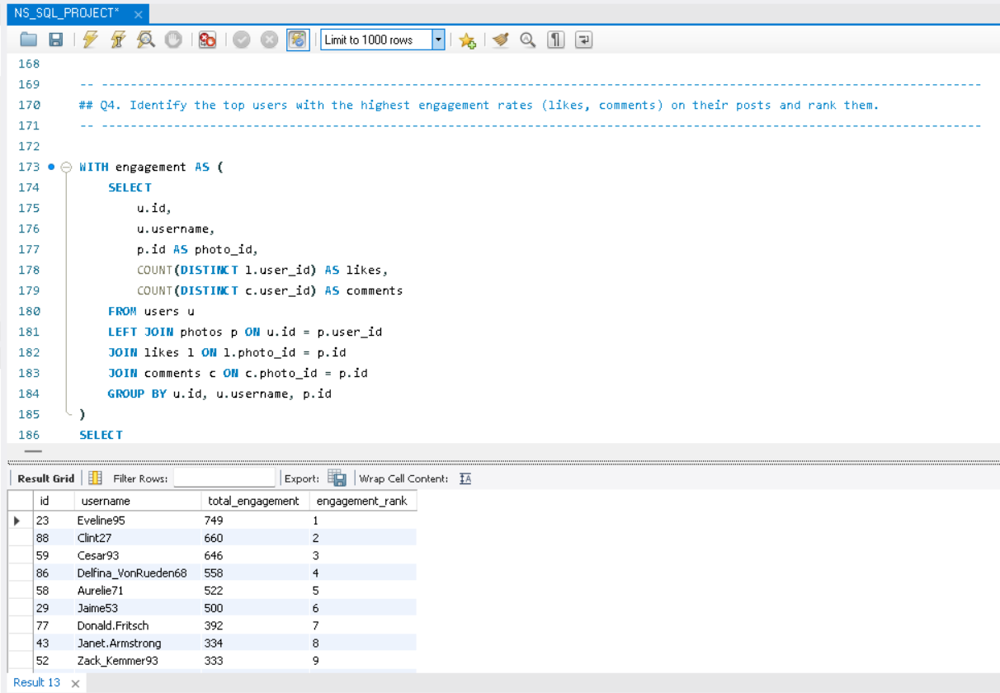 NS_SQL_PROJECT*
Limit to 1000 rows
168
169 -- --------------------------------------------------------------------------------------------------------------------------
170 ## Q4. Identify the top users with the highest engagement rates (likes, comments) on their posts and rank them.
171 -- --------------------------------------------------------------------------------------------------------------------------
172
173 WITH engagement AS (
174 SELECT
175 u.id,
176 u.username,
177 p.id AS photo_id,
178 COUNT(DISTINCT l.user_id) AS likes,
179 COUNT(DISTINCT c.user_id) AS comments
180 FROM users u
181 LEFT JOIN photos p ON u.id = p.user_id
182 JOIN likes l ON l.photo_id = p.id
183 JOIN comments c ON c.photo_id = p.id
184 GROUP BY u.id, u.username, p.id
185 )
186 SELECT
Result Grid Filter Rows: Export: Wrap Cell Content: IA
id username total_engagement engagement_rank
23 Eveline95 749 1
88 Clint27 660 2
59 Cesar93 646 3
86 Delfina_VonRueden68 558 4
58 Aurelie71 522 5
29 Jaime53 500 6
77 Donald.Fritsch 392 7
43 Janet.Armstrong 334 8
52 Zack_Kemmer93 333 9
Result 13